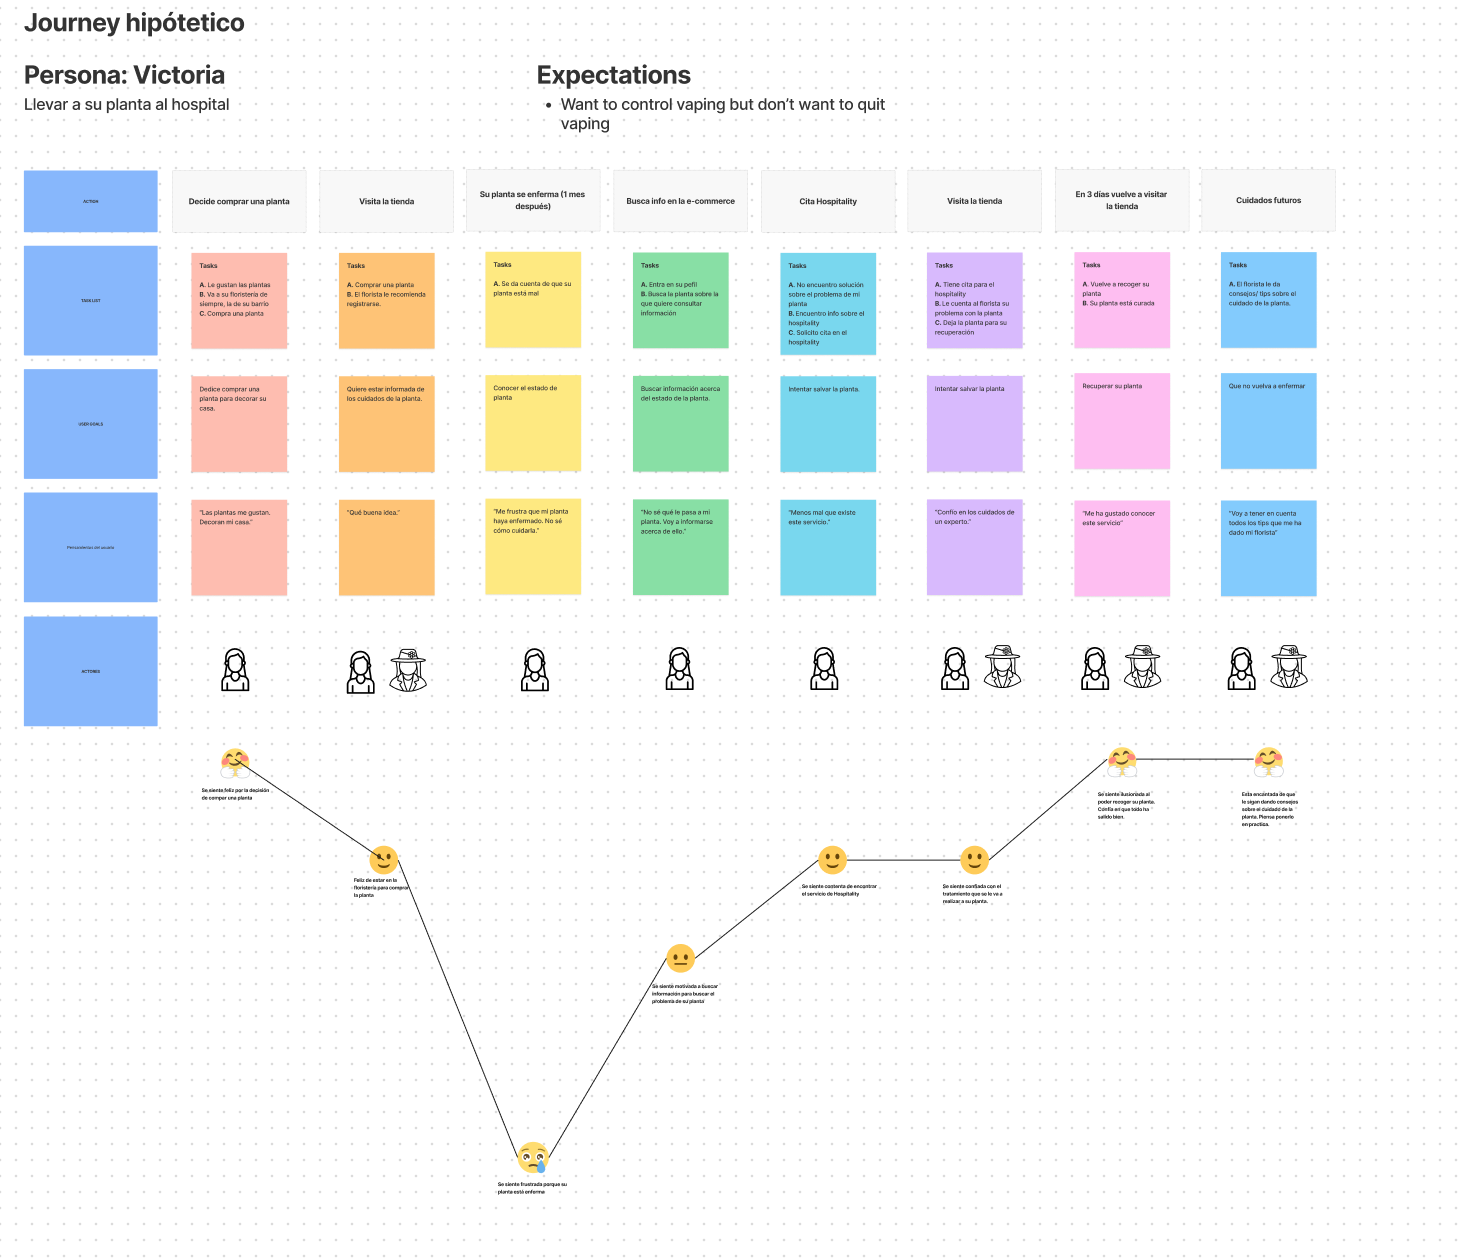 Journey hipótetico
Persona: Victoria
Llevar a su planta al hospital
Expectations
• Want to control vaping but don't want to quit
vaping
ACTION
Decide comprar una planta
Visita la tienda
Su planta se enferma (1 mes
después)
Busca info en la e-commerce
Cita Hospitality
Visita la tienda
En 3 días vuelve a visitar
la tienda
Cuidados futuros
TASK LIST
Tasks
A. Le gustan las plantas
B. Va a su floristería de
siempre, la de su barrio
C. Compra una planta
Tasks
A. Comprar una planta
B. El florista le recomienda
registrarse.
Tasks
A. Se da cuenta de que su
planta está mal
Tasks
A. Entra en su pefil
B. Busca la planta sobre la
que quiere consultar
información
Tasks
A. No encuentro solución
sobre el problema de mi
planta
B. Encuentro info sobre el
hospitality
C. Solicito cita en el
hospitality
Tasks
A. Tiene cita para el
hospitality
B. Le cuenta al florista su
problema con la planta
C. Deja la planta para su
recuperación
Tasks
A. Vuelve a recoger su
planta
B. Su planta está curada
Tasks
A. El florista le da
consejos/ tips sobre el
cuidado de la planta.
USER GOALS
Dedice comprar una
planta para decorar su
casa.
Quiere estar informada de
los cuidados de la planta.
Conocer el estado de
planta
Buscar información acerca
del estado de la planta.
Intentar salvar la planta.
Intentar salvar la planta
Recuperar su planta
Que no vuelva a enfermar
Pensamientos del usuario
"Las plantas me gustan.
Decoran mi casa."
"Qué buena idea."
"Me frustra que mi planta
haya enfermado. No sé
cómo cuidarla."
"No sé qué le pasa a mi
planta. Voy a informarse
acerca de ello."
"Menos mal que existe
este servicio."
"Confío en los cuidados de
un experto."
"Me ha gustado conocer
este servicio"
"Voy a tener en cuenta
todos los tips que me ha
dado mi florista"
ACTORES
Se siente feliz por la decisión
de compar una planta
Feliz de estar en la
floristería para comprar
la planta
Se siente frustrada porque su
planta está enferma
Se siente motivada a buscar
información para buscar el
problema de su planta
Se siente contenta de encontrar
el servicio de Hospitality
Se siente confiada con el
tratamiento que se le va a
realizar a su planta.
Se siente ilusionada al
poder recoger su planta.
Confía en que todo ha
salido bien.
Esta encantada de que
le sigan dando consejos
sobre el cuidado de la
planta. Piensa ponerlo
en practica.